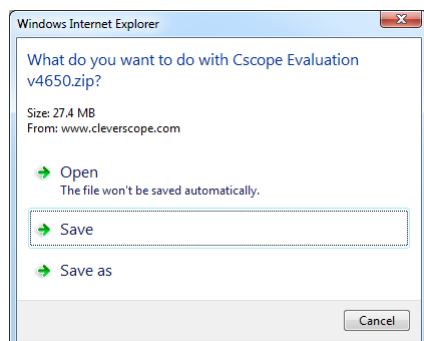 Windows Internet Explorer
What do you want to do with Cscope Evaluation
v4650.zip?
Size: 27.4 MB
From: www.cleverscope.com
Open
The file won't be saved automatically.
Save
Save as
Cancel